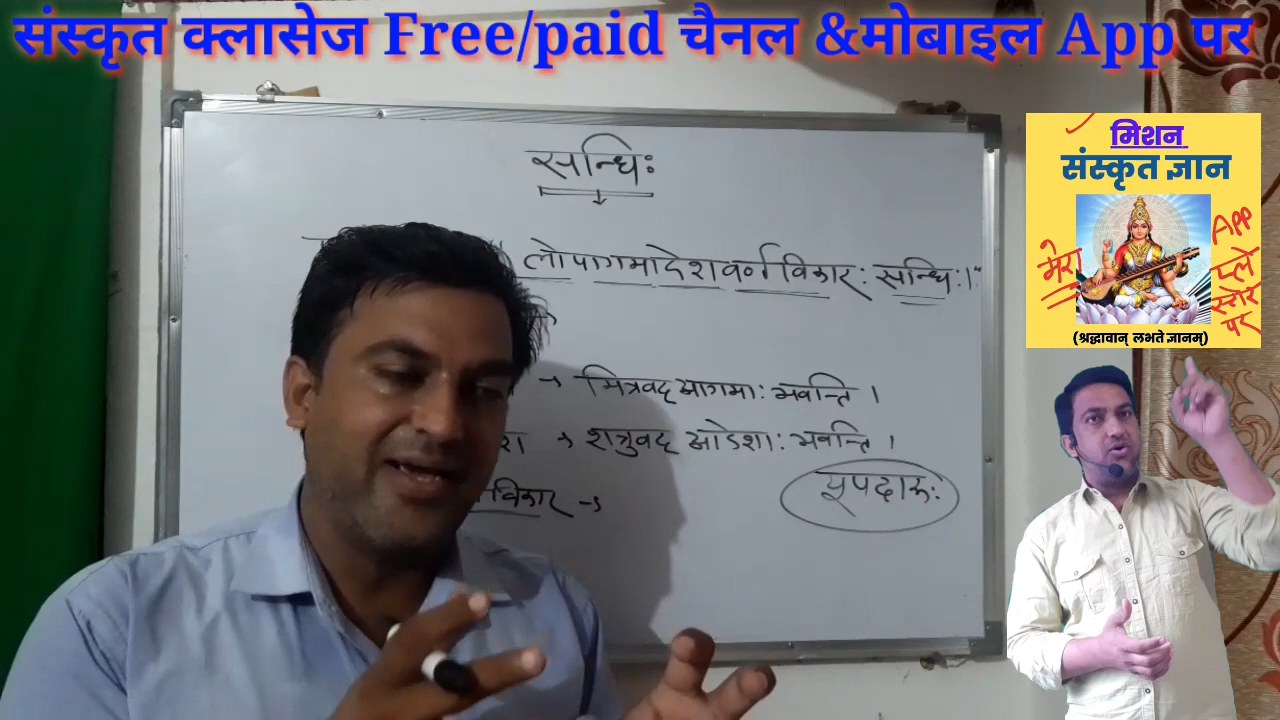 संस्कृत क्लासेज Free/paid चैनल &मोबाइल App पर
सन्धिः
लोपागमादेशवर्णविकारः सन्धिः।"
→ मित्रवद् आगमाः भवन्ति ।
→ शत्रुवद् आदेशाः भवन्ति ।
विकार →
मिशन
संस्कृत ज्ञान
मेरा
App
प्ले
स्टोर
पर
(श्रद्धावान् लभते ज्ञानम्)